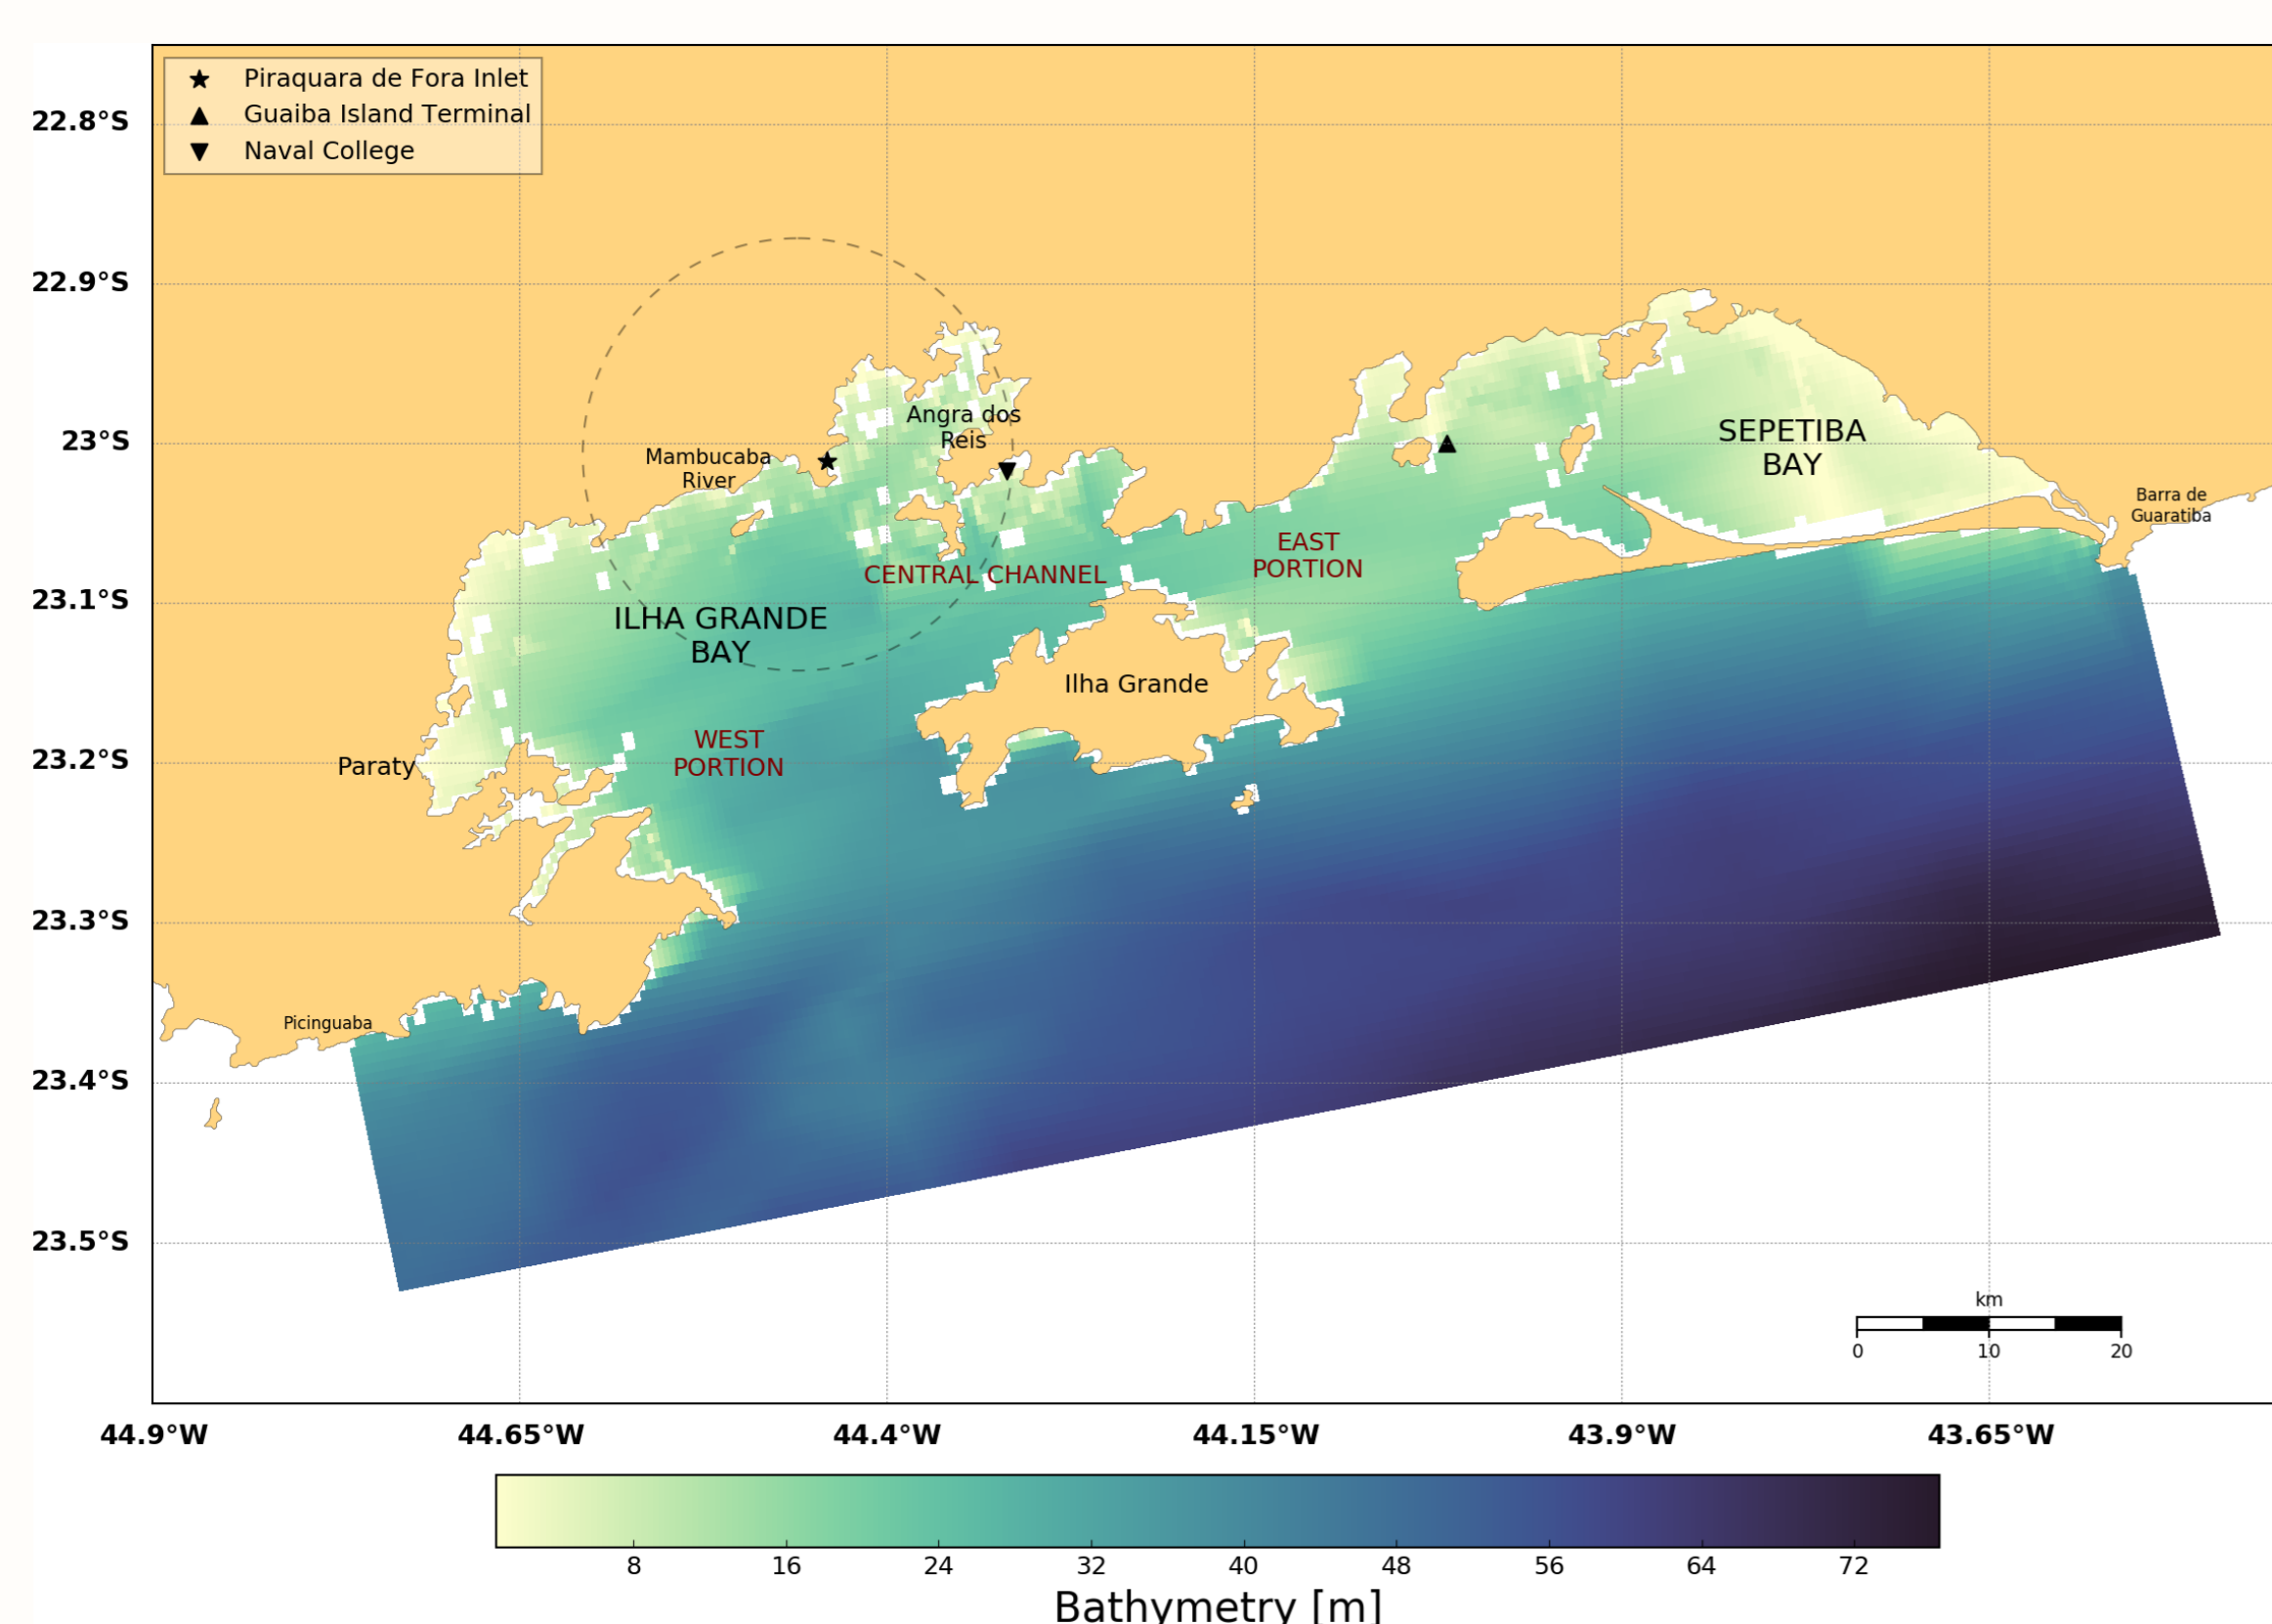 Piraquara de Fora Inlet
Guaiba Island Terminal
Naval College
22.8°S
22.9°S
23°S
23.1°S
23.2°S
23.3°S
23.4°S
23.5°S
Angra dos
Reis
Mambucaba
River
SEPETIBA
BAY
Barra de
Guaratiba
EAST
PORTION
CENTRAL CHANNEL
ILHA GRANDE
BAY
Ilha Grande
WEST
PORTION
Paraty
Picinguaba
km
0 10 20
44.9°W 44.65°W 44.4°W 44.15°W 43.9°W 43.65°W
8 16 24 32 40 48 56 64 72
Bathymetry [m]